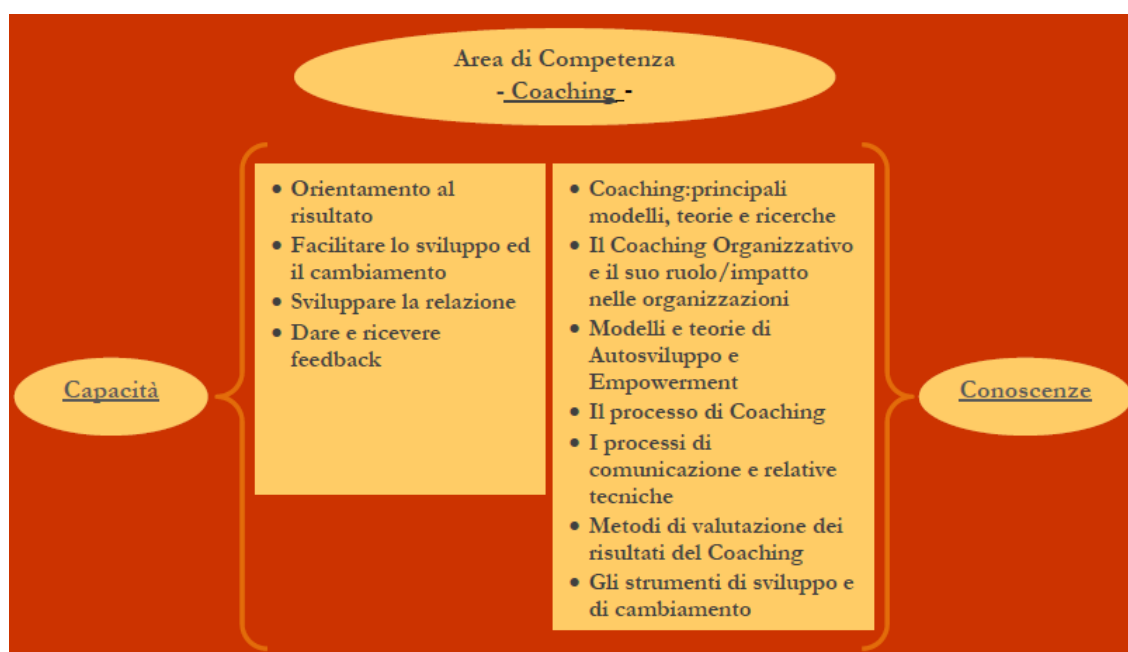 Area di Competenza
- Coaching -
Capacità
• Orientamento al
risultato
• Facilitare lo sviluppo ed
il cambiamento
• Sviluppare la relazione
• Dare e ricevere
feedback
• Coaching:principali
modelli, teorie e ricerche
• Il Coaching Organizzativo
e il suo ruolo/impatto
nelle organizzazioni
• Modelli e teorie di
Autosviluppo e
Empowerment
• Il processo di Coaching
• I processi di
comunicazione e relative
tecniche
• Metodi di valutazione dei
risultati del Coaching
• Gli strumenti di sviluppo e
di cambiamento
Conoscenze